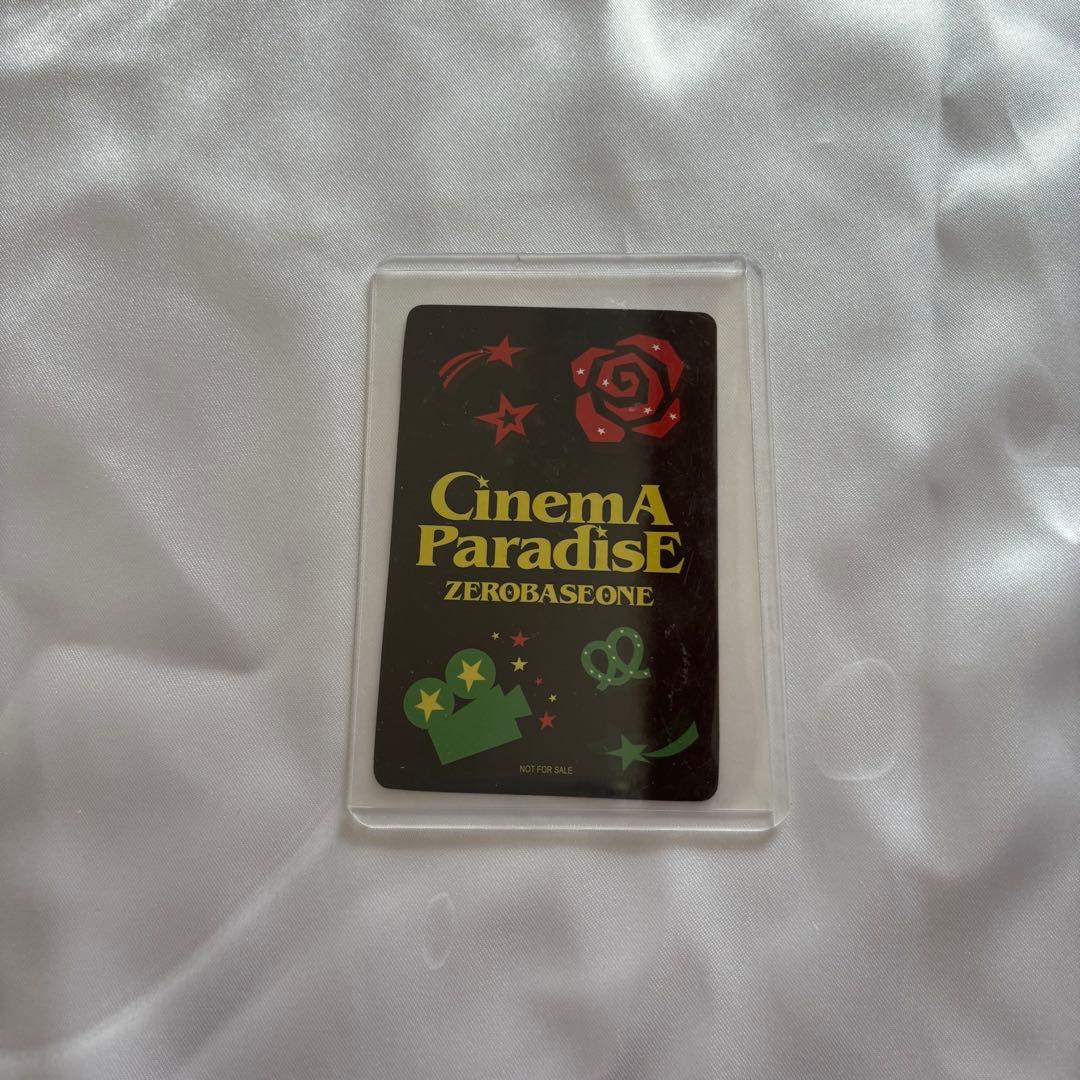 CinemA
ParadisE
ZEROBASEONE
NOT FOR SALE